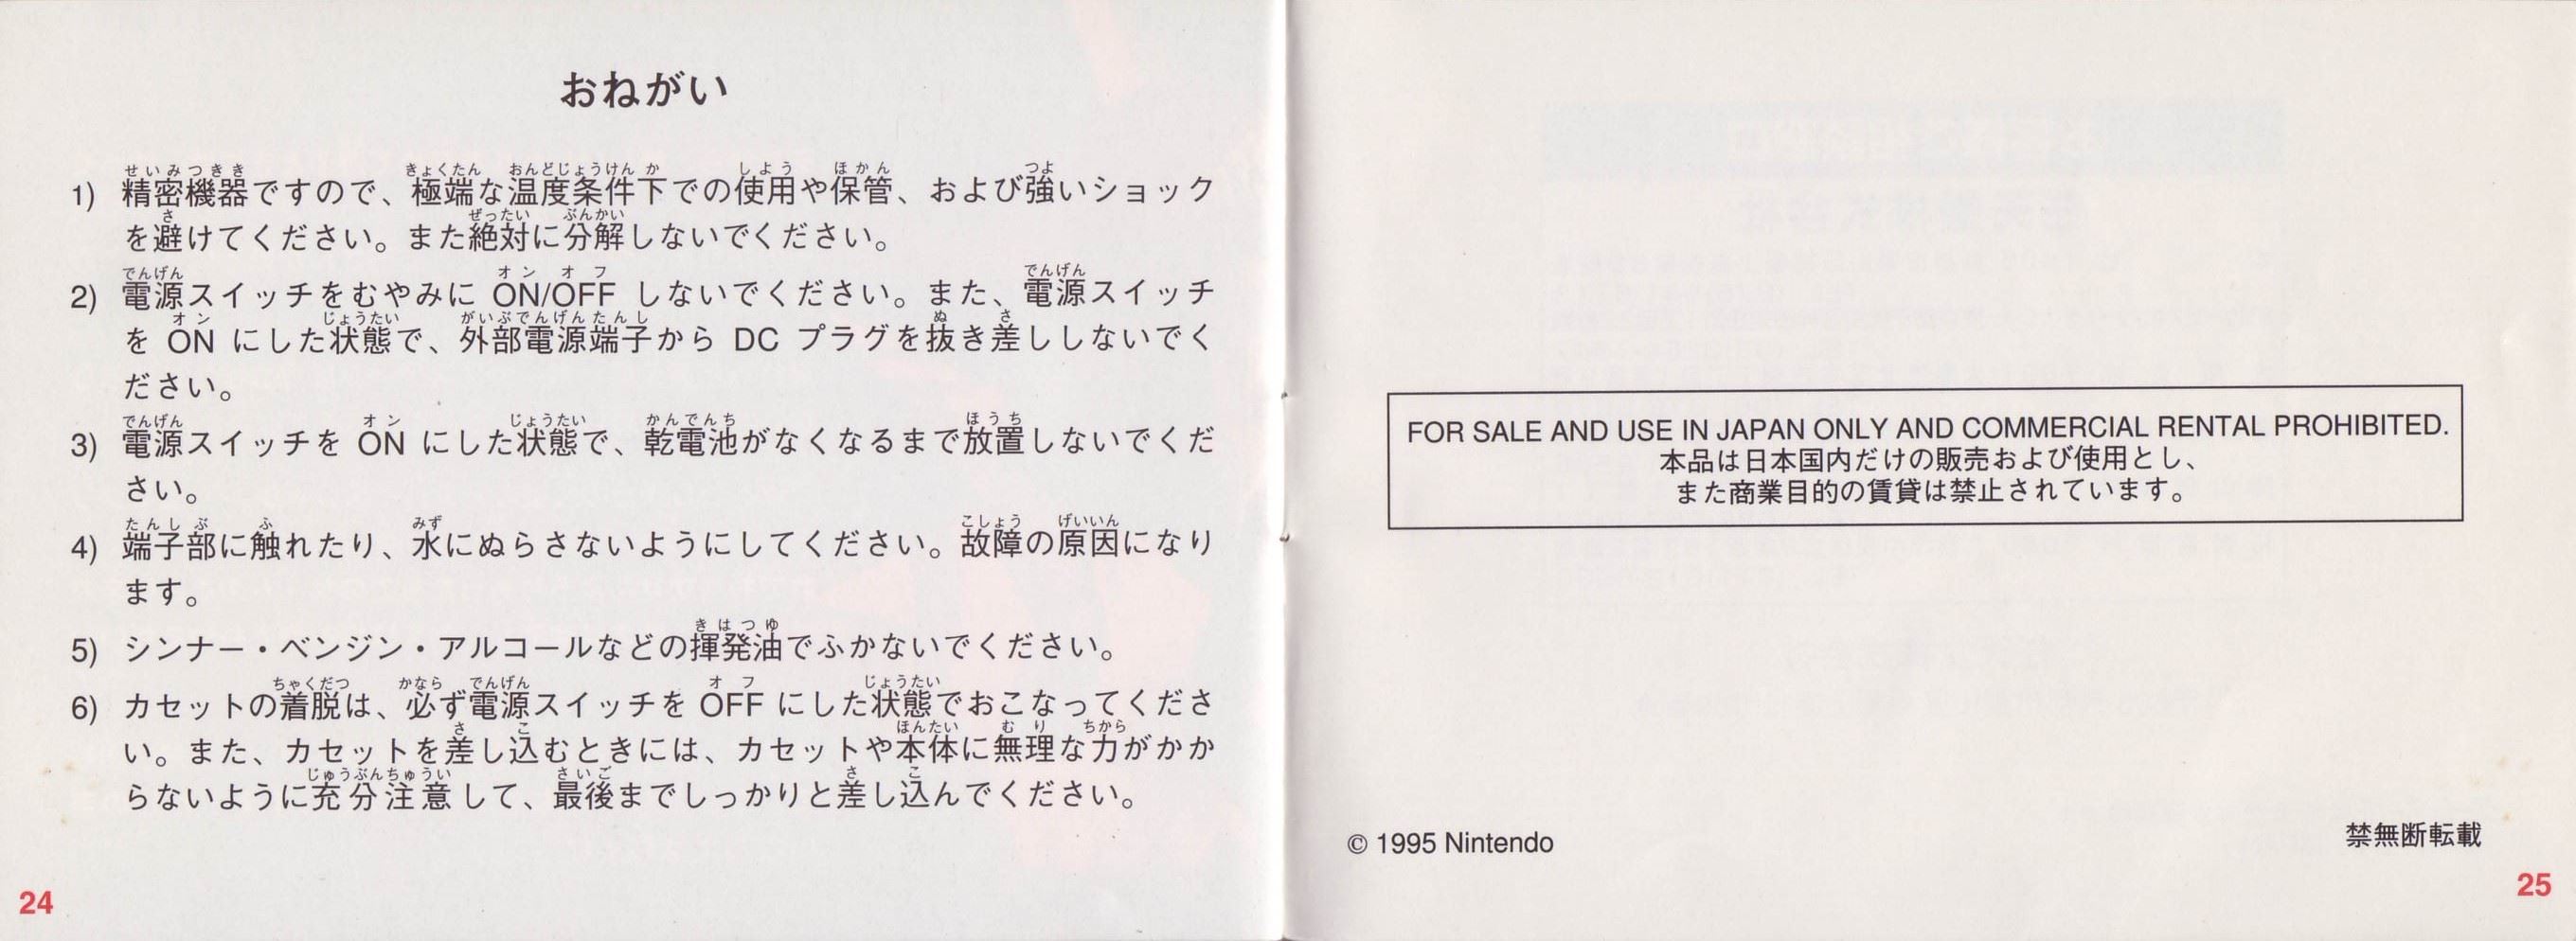 おねがい
1) 精密機器ですので、極端な温度条件下での使用や保管、および強いショック
を避けてください。また絶対に分解しないでください。
2) 電源スイッチをむやみに ON/OFF しないでください。また、電源スイッチ
を ON にした状態で、外部電源端子から DC プラグを抜き差ししないでく
ださい。
3) 電源スイッチを ON にした状態で、乾電池がなくなるまで放置しないでくだ
さい。
4) 端子部に触れたり、水にぬらさないようにしてください。故障の原因になり
ます。
5) シンナー・ベンジン・アルコールなどの揮発油でふかないでください。
6) カセットの着脱は、必ず電源スイッチを OFF にした状態でおこなってくださ
い。また、カセットを差し込むときには、カセットや本体に無理な力がかか
らないように充分注意して、最後までしっかりと差し込んでください。
24
FOR SALE AND USE IN JAPAN ONLY AND COMMERCIAL RENTAL PROHIBITED.
本品は日本国内だけの販売および使用とし、
また商業目的の賃貸は禁止されています。
© 1995 Nintendo
禁無断転載
25